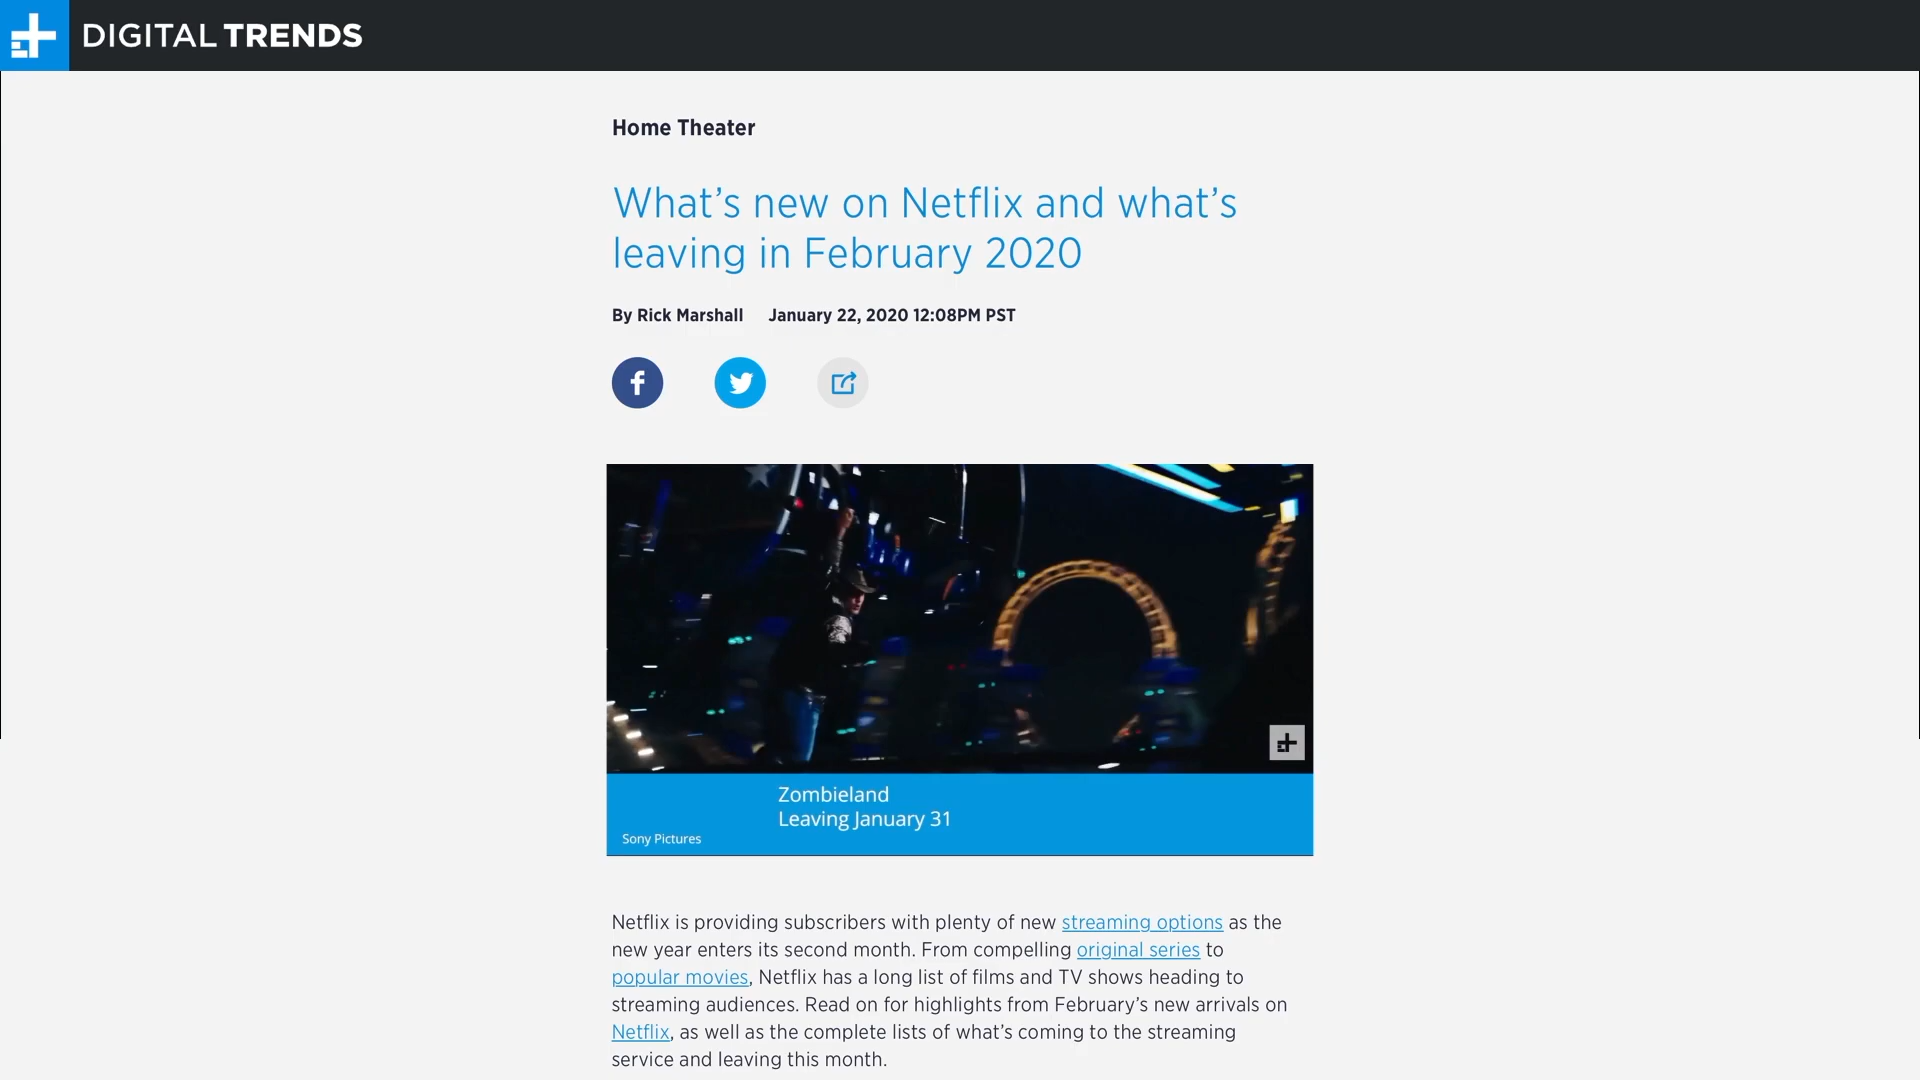 DIGITAL TRENDS
Home Theater
What’s new on Netflix and what’s
leaving in February 2020
By Rick Marshall January 22, 2020 12:08PM PST
Zombieland
Leaving January 31
Sony Pictures
Netflix is providing subscribers with plenty of new streaming options as the
new year enters its second month. From compelling original series to
popular movies, Netflix has a long list of films and TV shows heading to
streaming audiences. Read on for highlights from February’s new arrivals on
Netflix, as well as the complete lists of what’s coming to the streaming
service and leaving this month.